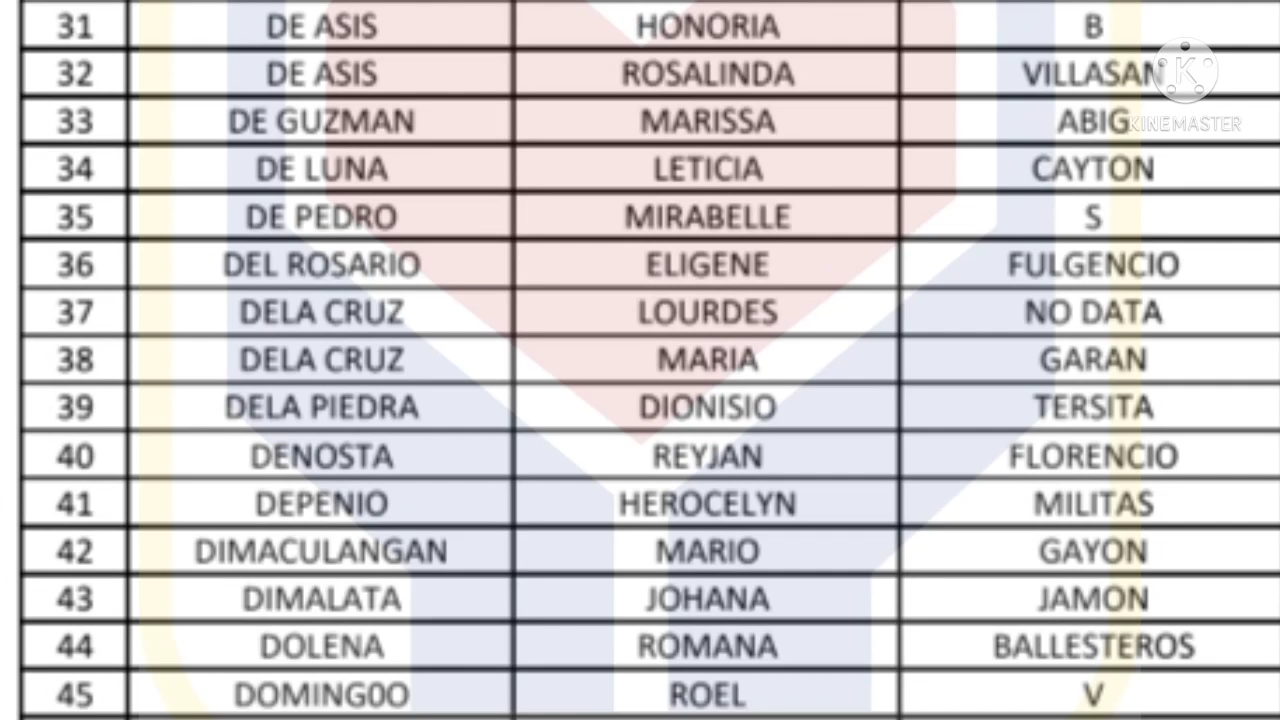 31 DE ASIS HONORIA B
32 DE ASIS ROSALINDA VILLASAN
33 DE GUZMAN MARISSA ABIG
KINEMASTER
34 DE LUNA LETICIA CAYTON
35 DE PEDRO MIRABELLE S
36 DEL ROSARIO ELIGENE FULGENCIO
37 DELA CRUZ LOURDES NO DATA
38 DELA CRUZ MARIA GARAN
39 DELA PIEDRA DIONISIO TERSITA
40 DENOSTA REYJAN FLORENCIO
41 DEPENIO HEROCELYN MILITAS
42 DIMACULANGAN MARIO GAYON
43 DIMALATA JOHANA JAMON
44 DOLENA ROMANA BALLESTEROS
45 DOMING0O ROEL V